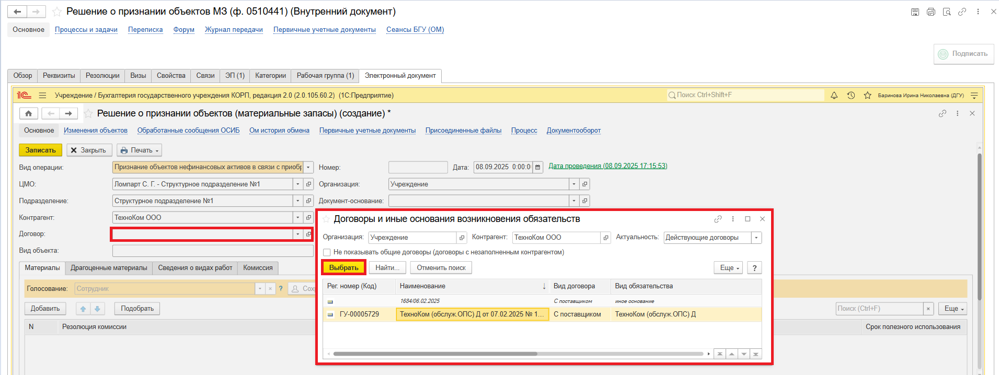 Решение о признании объектов МЗ (ф. 0510441) (Внутренний документ)
Основное Процессы и задачи Переписка Форум Журнал передачи Первичные учетные документы Сеансы БГУ (ОМ)
Подписать
Обзор Реквизиты Резолюции Визы Свойства Связи ЭП (1) Категории Рабочая группа (1) Электронный документ
1С Учреждение / Бухгалтерия государственного учреждения КОРП, редакция 2.0 (2.0.105.60.2) (1С:Предприятие) Поиск Ctrl+Shift+F Баринова Ирина Николаевна (ДГУ)
Решение о признании объектов (материальные запасы) (создание) *
Основное Изменения объектов Обработанные сообщения ОСИБ Ом история обмена Первичные учетные документы Присоединенные файлы Процесс Документооборот
Записать Закрыть Печать
Вид операции: Признание объектов нефинансовых активов в связи с приобр Номер: Дата: 08.09.2025 0:00:0 Дата проведения (08.09.2025 17:15:53)
ЦМО: Ломпарт С. Г. - Структурное подразделение №1 Организация: Учреждение
Подразделение: Структурное подразделение №1 Документ-основание:
Контрагент: ТехноКом ООО
Договор:
Вид объекта:
Материалы Драгоценные материалы Сведения о видах работ Комиссия
Голосование: Сотрудник ? Сох
Добавить Подобрать Поиск (Ctrl+F) × Еще
N Резолюция комиссии Срок полезного использования
Договоры и иные основания возникновения обязательств
Организация: Учреждение Контрагент: ТехноКом ООО Актуальность: Действующие договоры
Не показывать общие договоры (договоры с незаполненным контрагентом)
Выбрать Найти... Отменить поиск Еще ?
Рег. номер (Код) Наименование ↓ Вид договора Вид обязательства
1684/06.02.2025 С поставщиком иное основание
ГУ-00005729 ТехноКом (обслуж.ОПС) Д от 07.02.2025 № 1... С поставщиком ТехноКом (обслуж.ОПС) Д